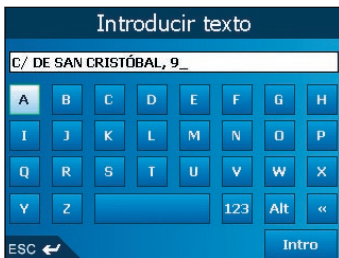 Introducir texto
C/ DE SAN CRISTÓBAL, 9_
A B C D E F G H
I J K L M N O P
Q R S T U V W X
Y Z 123 Alt «
ESC Intro